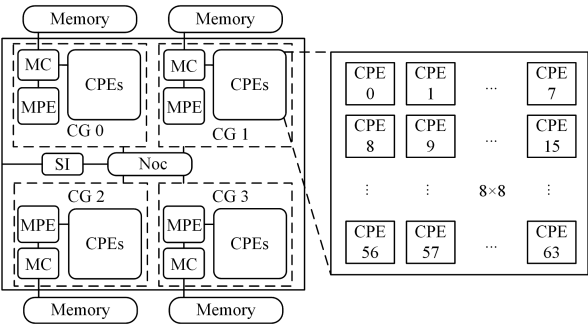 Memory
Memory
MC
CPEs
MPE
CG 0
MC
CPEs
MPE
CG 1
SI
Noc
CG 2
MPE
CPEs
MC
CG 3
MPE
CPEs
MC
Memory
Memory
CPE
0
CPE
1
...
CPE
7
CPE
8
CPE
9
...
CPE
15
⋮
⋮
8×8
⋮
CPE
56
CPE
57
...
CPE
63